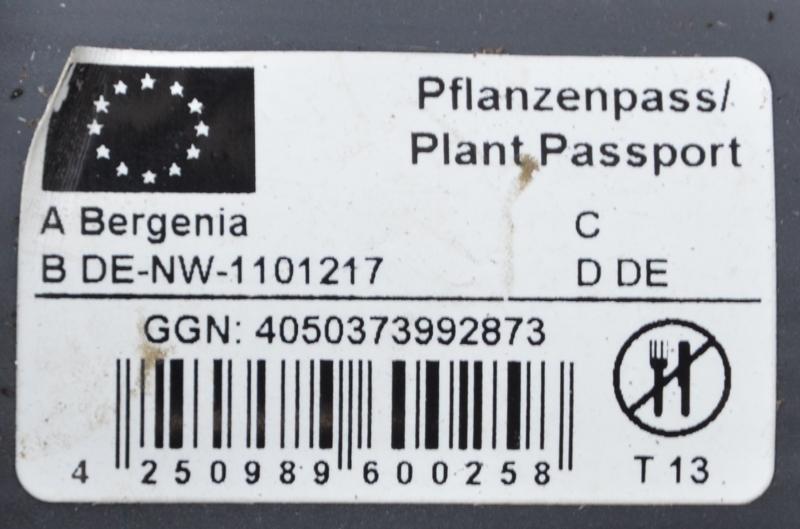 Pflanzenpass/
Plant Passport
A Bergenia C
B DE-NW-1101217 D DE
GGN: 4050373992873
4 250989 600258
T 13